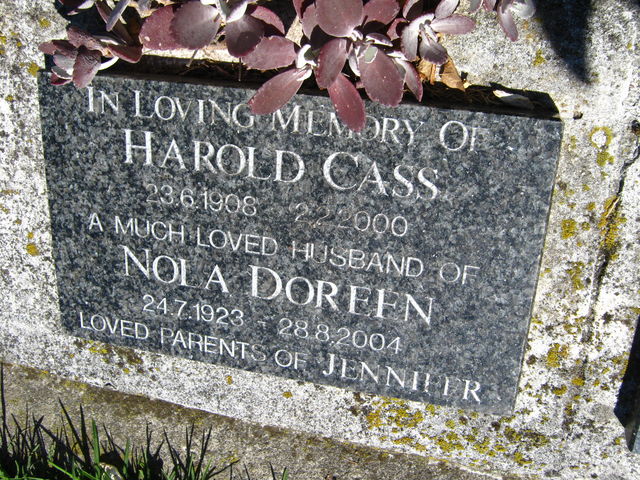 IN LOVING MEMORY OF
HAROLD CASS
23.6.1908 2.2.2000
A MUCH LOVED HUSBAND OF
NOLA DOREEN
24.7.1923 - 28.8.2004
LOVED PARENTS OF JENNIFER